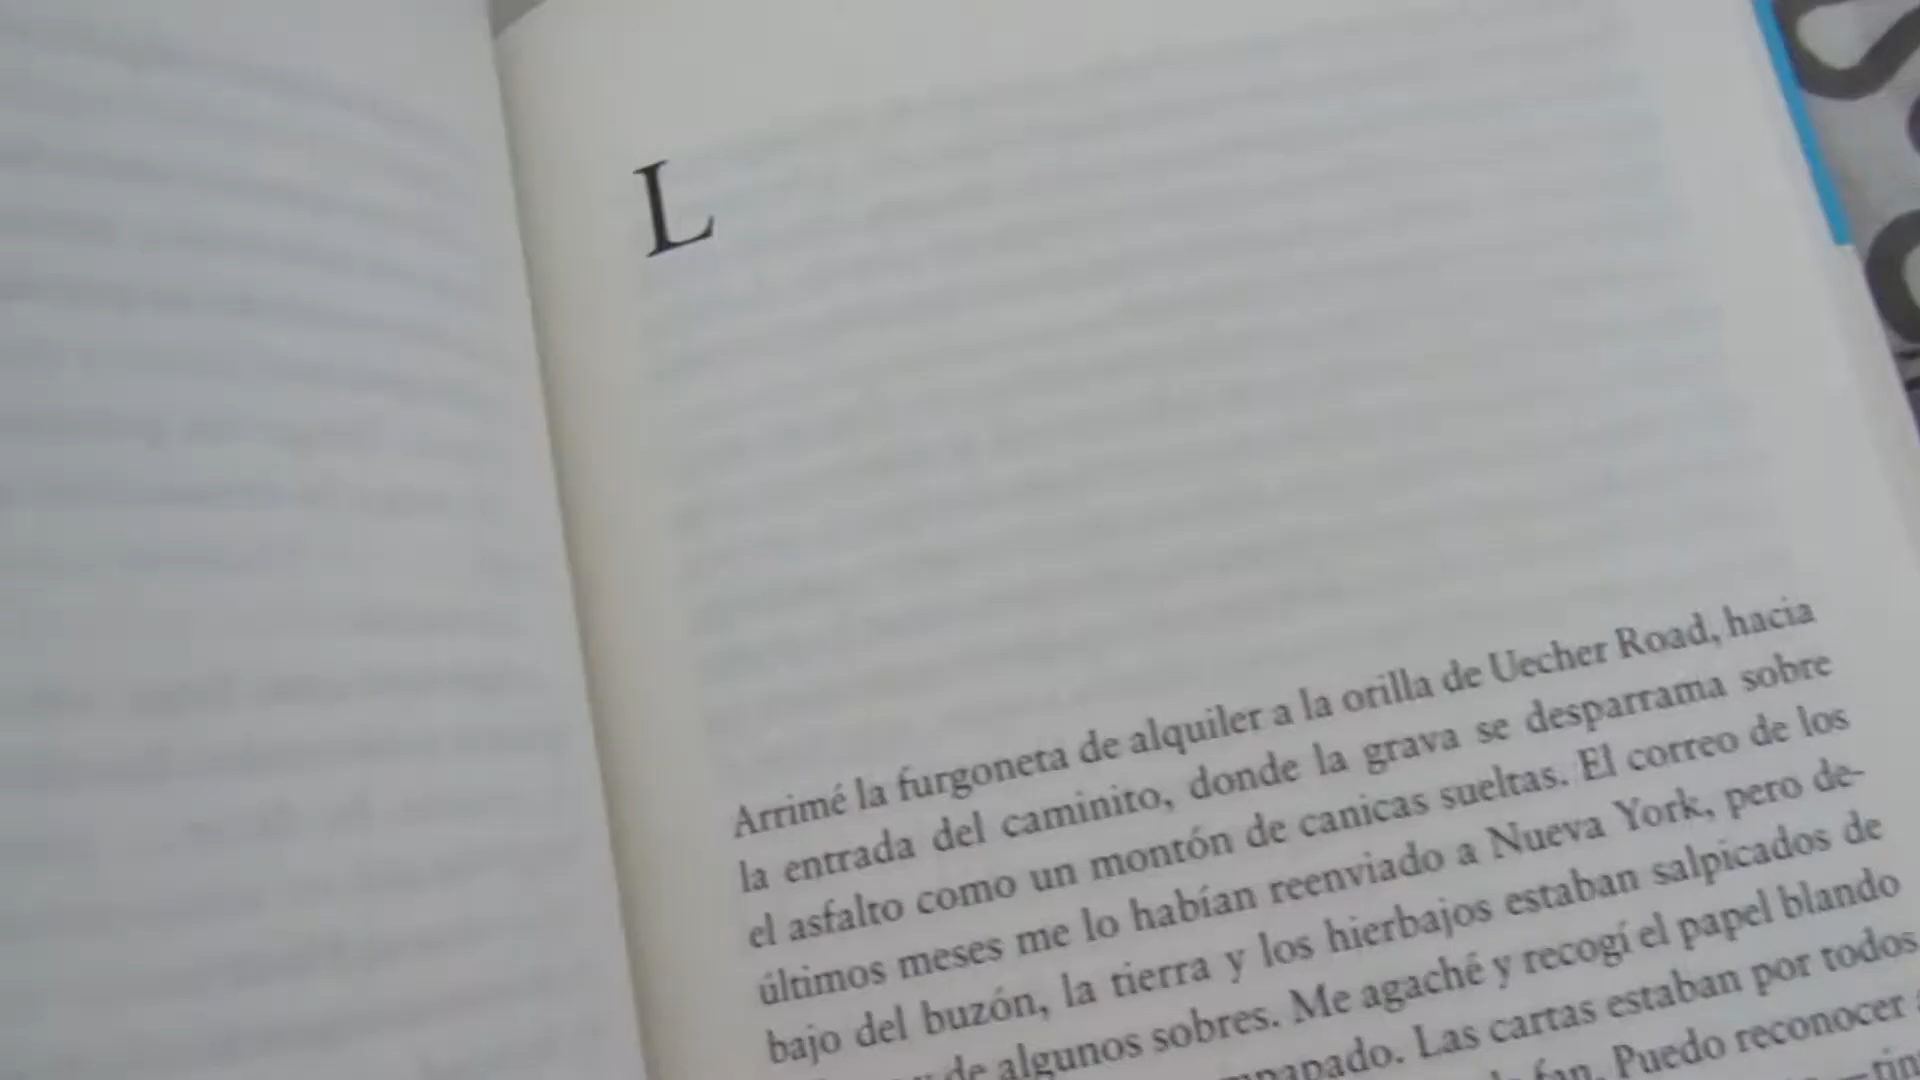 L
Arrimé la furgoneta de alquiler a la orilla de Uecher Road, hacia
la entrada del caminito, donde la grava se desparrama sobre
el asfalto como un montón de canicas sueltas. El correo de los
últimos meses me lo habían reenviado a Nueva York, pero de-
bajo del buzón, la tierra y los hierbajos estaban salpicados de
de algunos sobres. Me agaché y recogí el papel blando
Las cartas estaban por todos
fan. Puedo reconocer